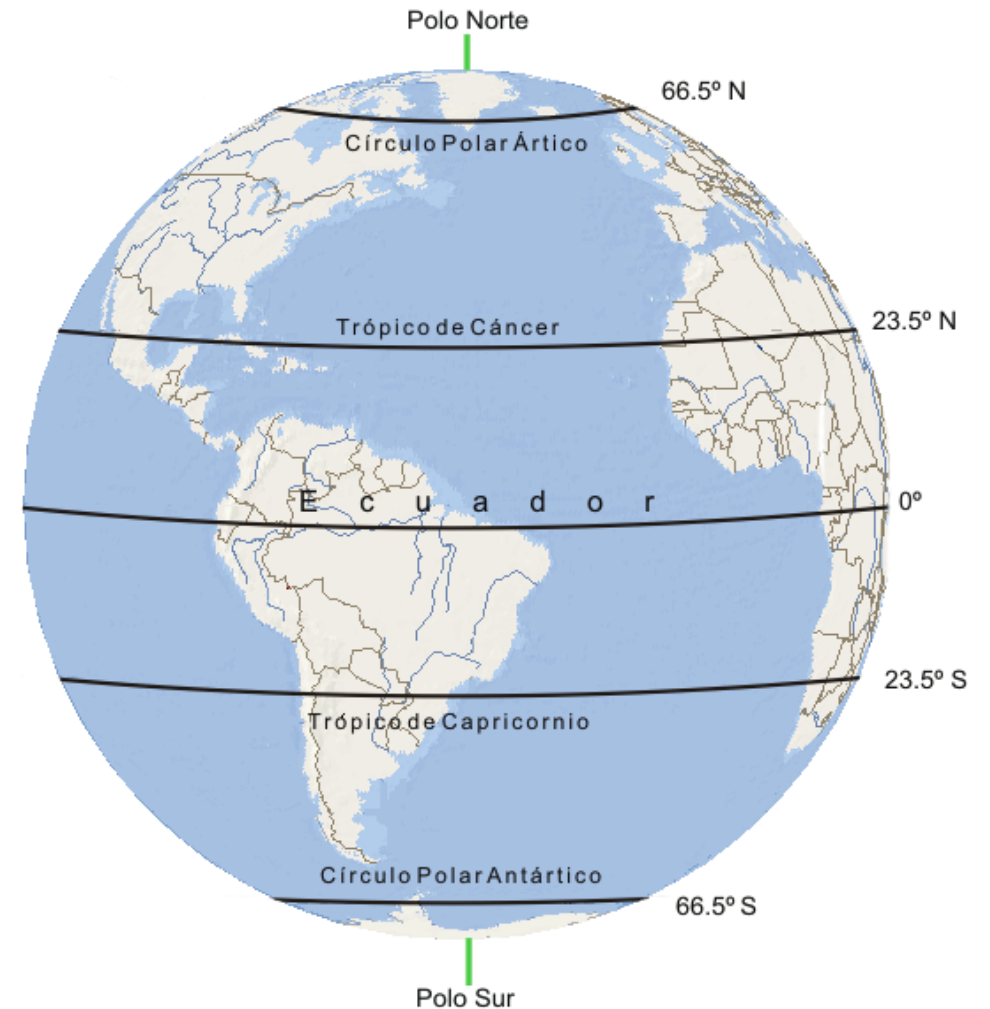 Polo Norte
66.5º N
Círculo Polar Ártico
Trópico de Cáncer
23.5º N
Ecuador
0º
23.5º S
Trópico de Capricornio
Círculo Polar Antártico
66.5º S
Polo Sur